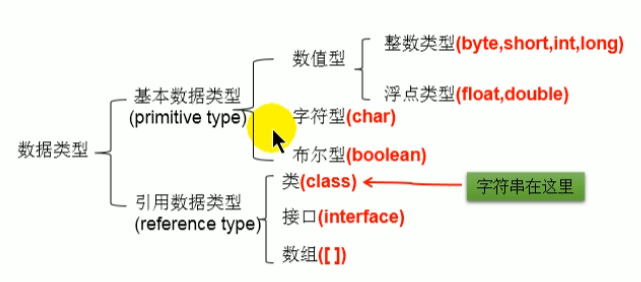 数据类型
基本数据类型
(primitive type)
数值型
整数类型(byte,short,int,long)
浮点类型(float,double)
字符型(char)
布尔型(boolean)
引用数据类型
(reference type)
类(class)
字符串在这里
接口(interface)
数组([ ])